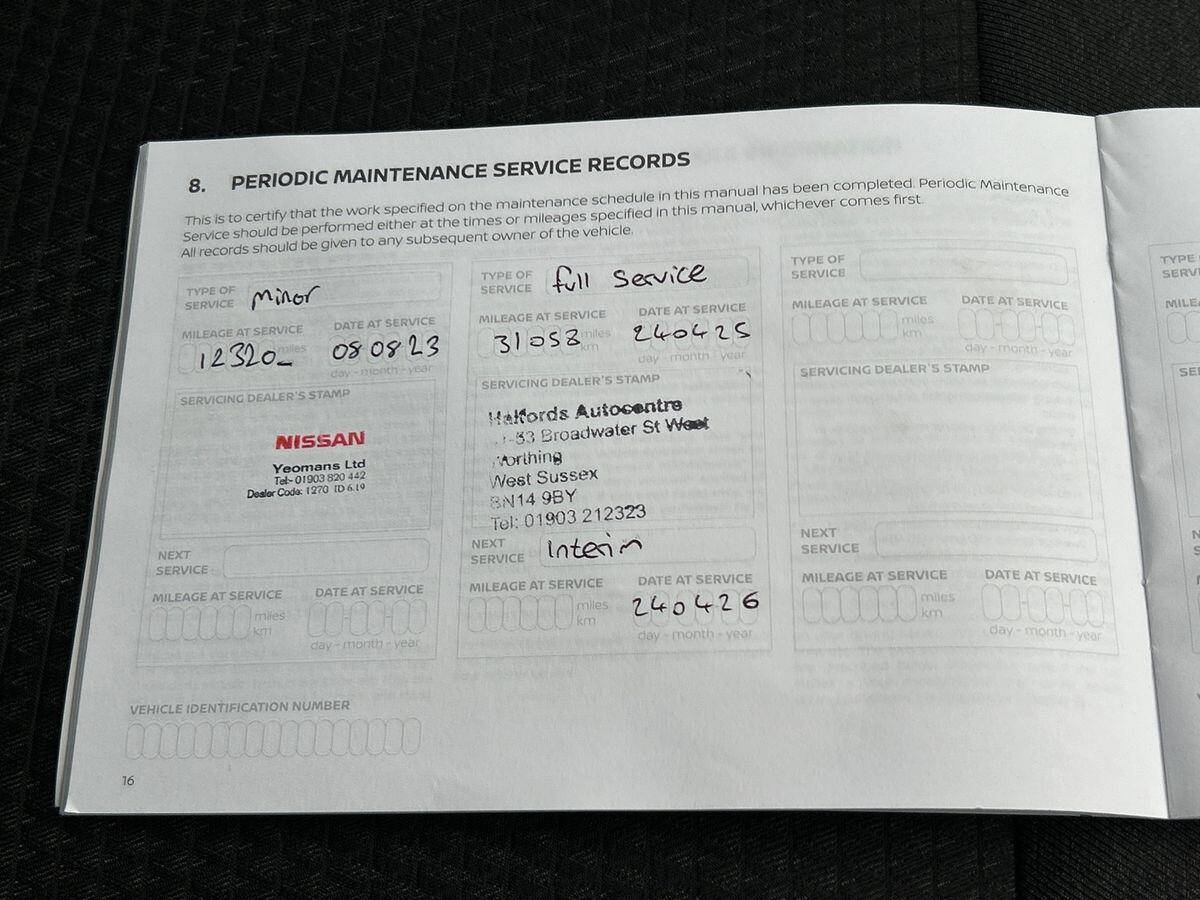 8. PERIODIC MAINTENANCE SERVICE RECORDS
This is to certify that the work specified on the maintenance schedule in this manual has been completed. Periodic Maintenance
Service should be performed either at the times or mileages specified in this manual, whichever comes first.
All records should be given to any subsequent owner of the vehicle.
TYPE OF
SERVICE
Minor
MILEAGE AT SERVICE
DATE AT SERVICE
12320
miles
08 08 23
day - month - year
SERVICING DEALER'S STAMP
NISSAN
Yeomans Ltd
Tel:- 01903 820 442
Dealer Code: 1270 ID 6.19
NEXT
SERVICE
MILEAGE AT SERVICE
DATE AT SERVICE
miles
km
day - month - year
TYPE OF
SERVICE
full Service
MILEAGE AT SERVICE
DATE AT SERVICE
31058
miles
km
240425
day - month - year
SERVICING DEALER'S STAMP
Halfords Autocentre
-53 Broadwater St West
Worthing
West Sussex
BN14 9BY
Tel: 01903 212323
NEXT
SERVICE
Interim
MILEAGE AT SERVICE
DATE AT SERVICE
miles
km
240426
day - month - year
TYPE OF
SERVICE
MILEAGE AT SERVICE
DATE AT SERVICE
miles
km
day - month - year
SERVICING DEALER'S STAMP
NEXT
SERVICE
MILEAGE AT SERVICE
DATE AT SERVICE
miles
km
day - month - year
VEHICLE IDENTIFICATION NUMBER
16
TYPE
SERV
MILEA
SE